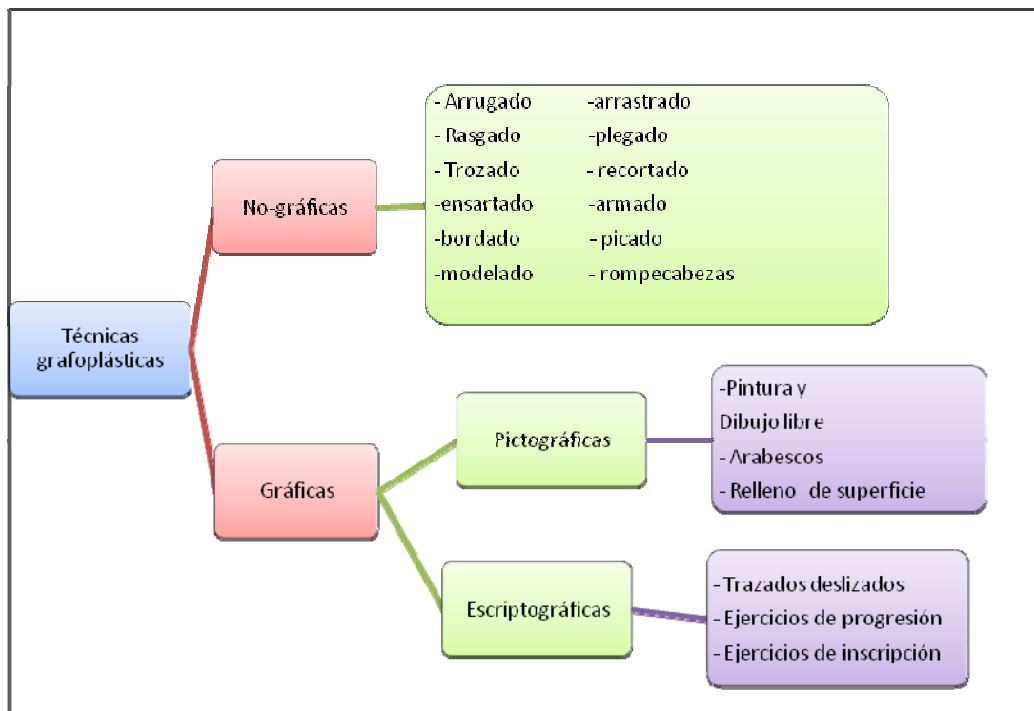 - Arrugado -arrastrado
- Rasgado -plegado
- Trozado - recortado
-ensartado -armado
-bordado - picado
-modelado - rompecabezas
No-gráficas
Técnicas
grafoplásticas
Gráficas
Pictográficas
-Pintura y
Dibujo libre
- Arabescos
- Relleno de superficie
Escriptográficas
- Trazados deslizados
- Ejercicios de progresión
- Ejercicios de inscripción